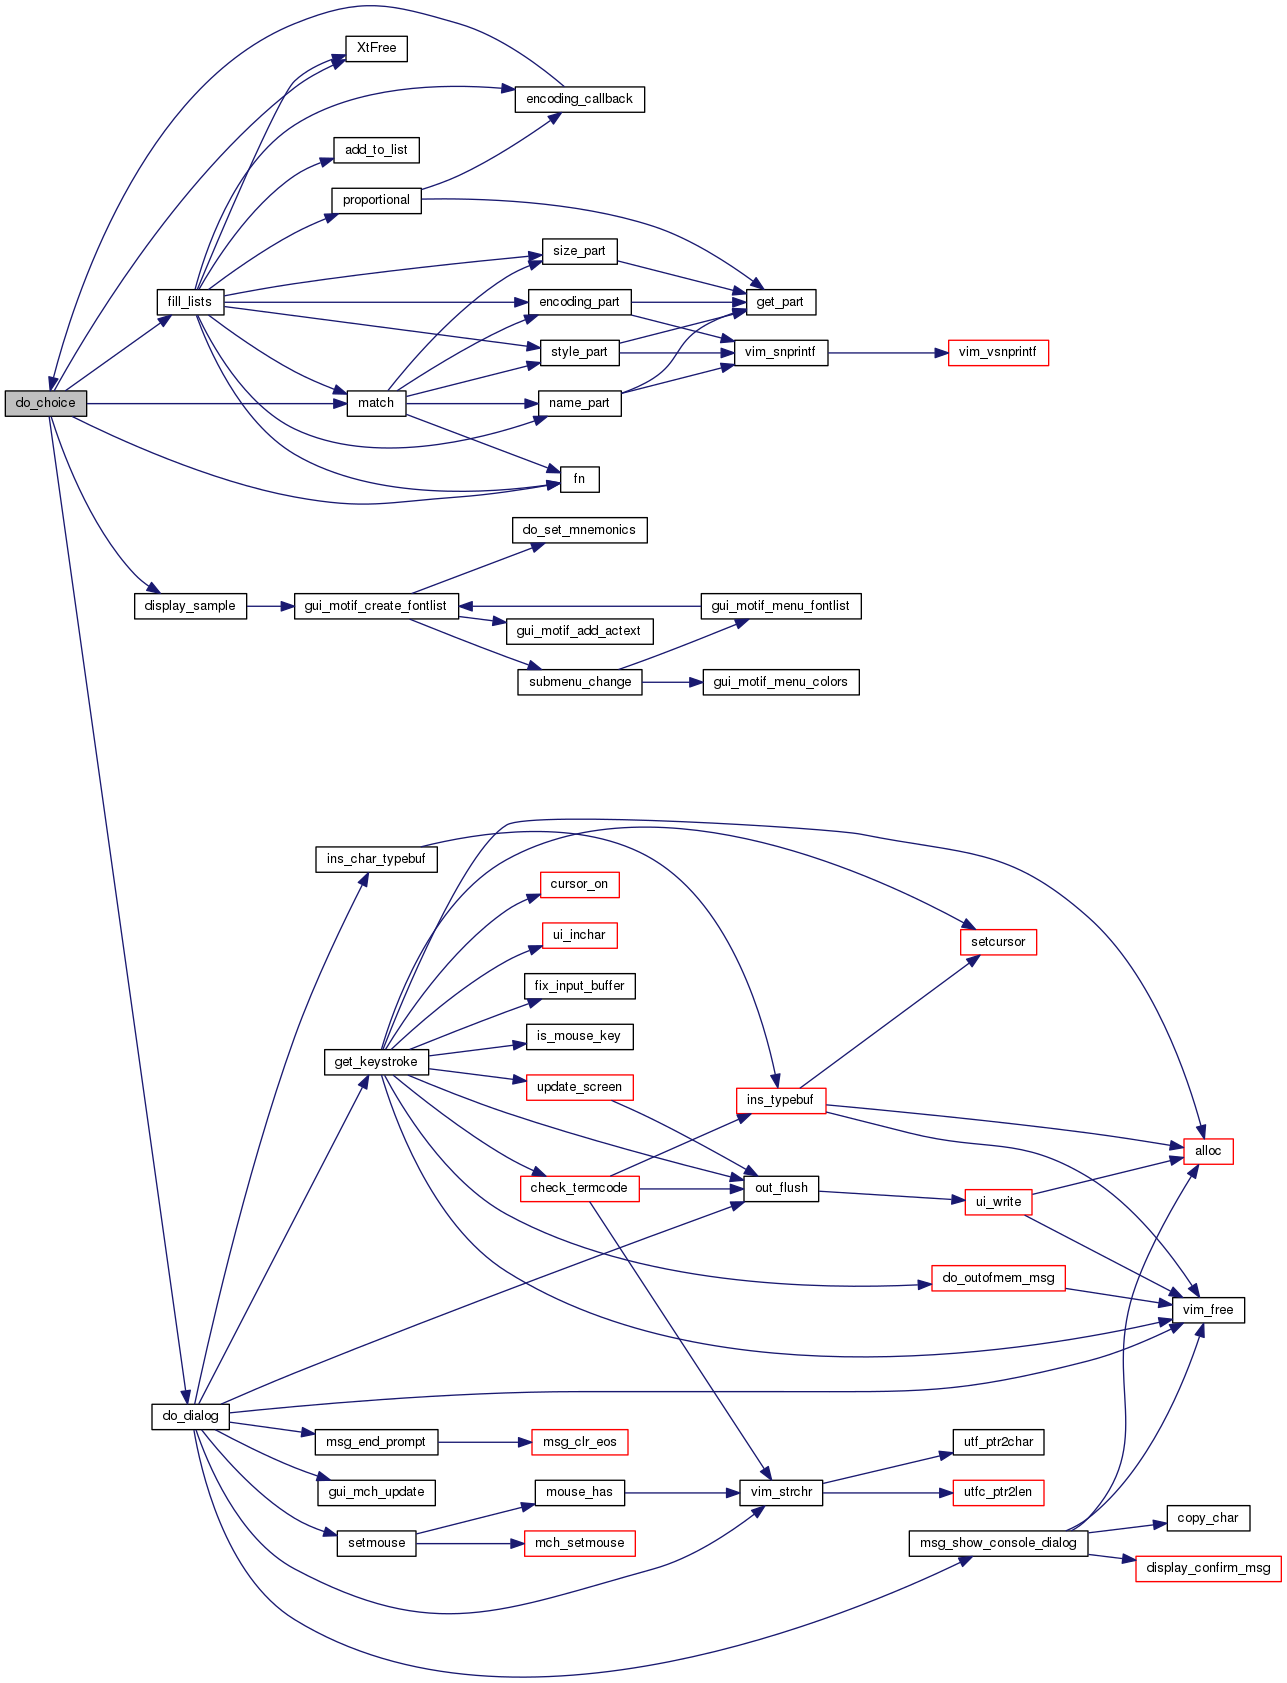 XtFree
encoding_callback
add_to_list
proportional
size_part
fill_lists
encoding_part
get_part
style_part
vim_snprintf
vim_vsnprintf
do_choice
match
name_part
fn
do_set_mnemonics
display_sample
gui_motif_create_fontlist
gui_motif_menu_fontlist
gui_motif_add_actext
submenu_change
gui_motif_menu_colors
ins_char_typebuf
cursor_on
ui_inchar
setcursor
fix_input_buffer
is_mouse_key
get_keystroke
update_screen
ins_typebuf
alloc
check_termcode
out_flush
ui_write
do_outofmem_msg
vim_free
do_dialog
msg_end_prompt
msg_clr_eos
utf_ptr2char
gui_mch_update
mouse_has
vim_strchr
utfc_ptr2len
copy_char
setmouse
mch_setmouse
msg_show_console_dialog
display_confirm_msg